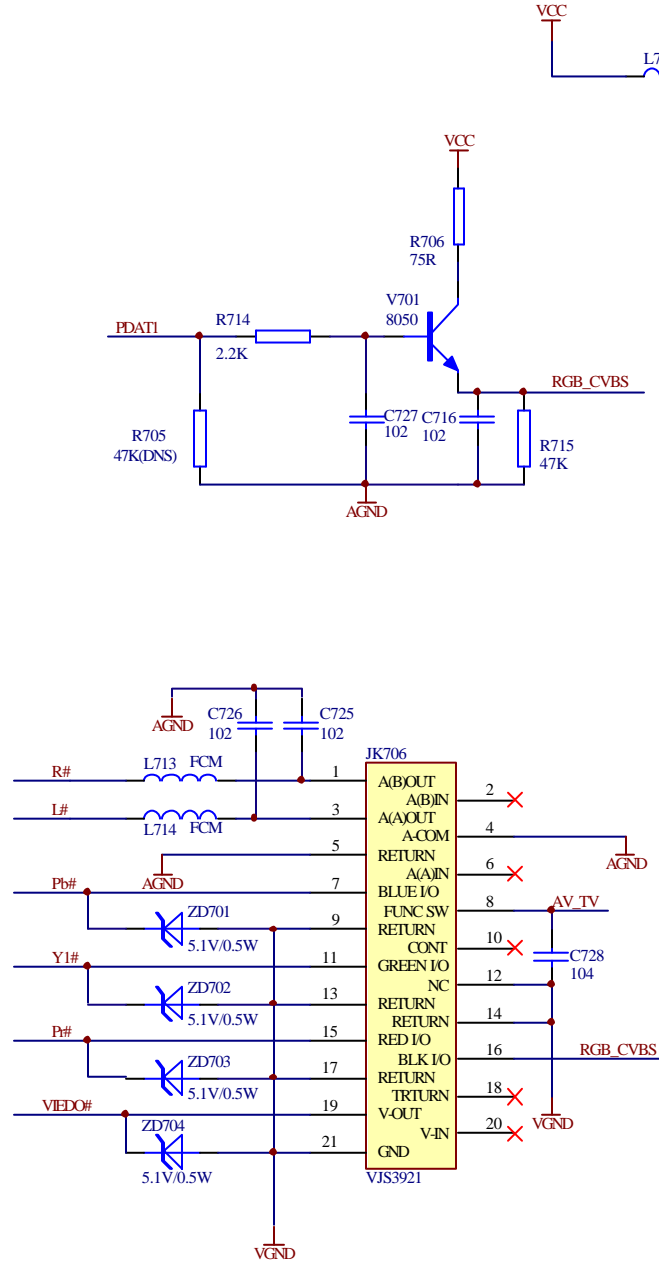 VCC
L7
VCC
R706
75R
V701
8050
R714
2.2K
PDAT1
RGB_CVBS
C727
102
C716
102
R705
47K(DNS)
R715
47K
AGND
C726
102
C725
102
AGND
JK706
L713 FCM
R#
1
A(B)OUT
A(B)IN
2
L#
L714 FCM
3
A(A)OUT
A-COM
4
5
RETURN
AGND
A(A)IN
6
AGND
Pb#
7
BLUE I/O
FUNC SW
8
AV_TV
ZD701
5.1V/0.5W
9
RETURN
CONT
10
C728
104
Y1#
11
GREEN I/O
NC
12
ZD702
5.1V/0.5W
13
RETURN
RETURN
14
Pr#
15
RED I/O
BLK I/O
16
RGB_CVBS
ZD703
5.1V/0.5W
17
RETURN
TRTURN
18
VIEDO#
19
V-OUT
VGND
V-IN
20
ZD704
5.1V/0.5W
21
GND
VJS3921
VGND